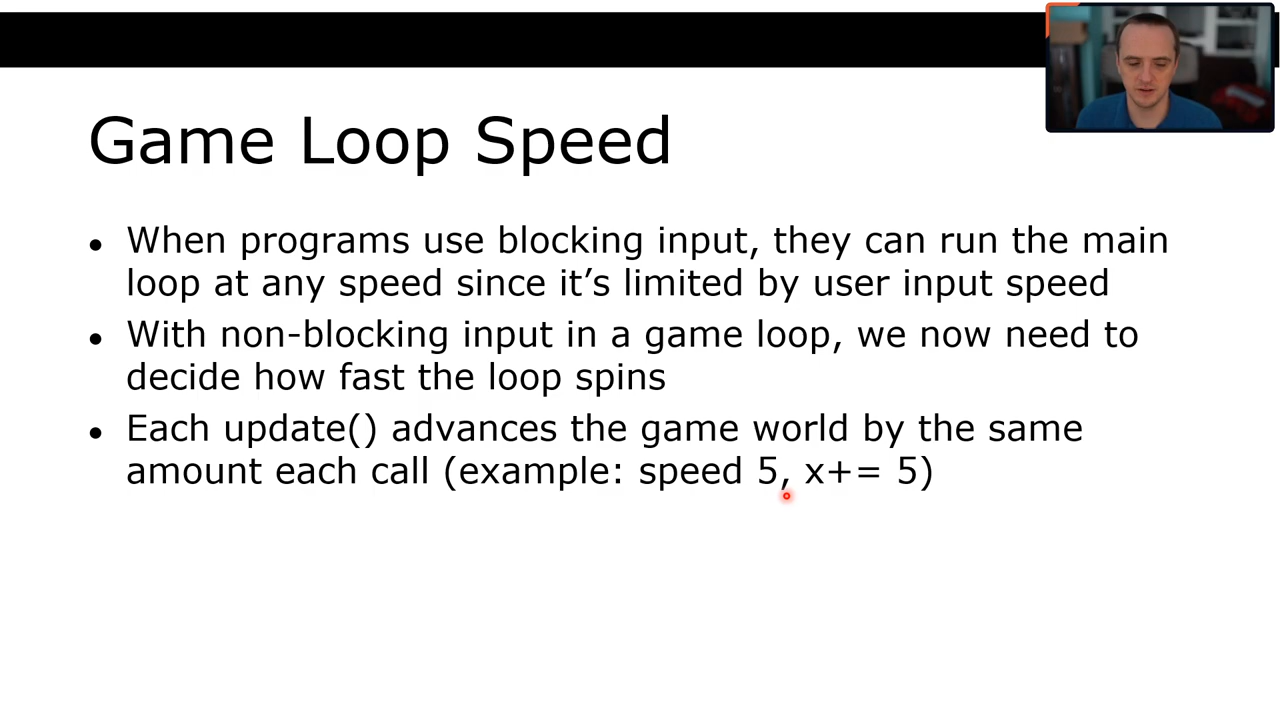 Game Loop Speed
• When programs use blocking input, they can run the main
loop at any speed since it’s limited by user input speed
• With non-blocking input in a game loop, we now need to
decide how fast the loop spins
• Each update() advances the game world by the same
amount each call (example: speed 5, x+= 5)